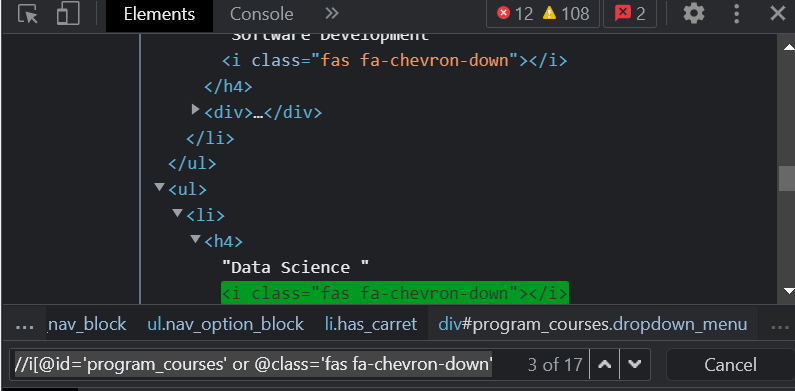 Elements Console » 12 108 2
"Software Development
<i class="fas fa-chevron-down"></i>
</h4>
<div>…</div>
</li>
</ul>
<ul>
<li>
<h4>
"Data Science "
<i class="fas fa-chevron-down"></i>
... _nav_block ul.nav_option_block li.has_carret div#program_courses.dropdown_menu ...
//i[@id='program_courses' or @class='fas fa-chevron-down' 3 of 17 Cancel